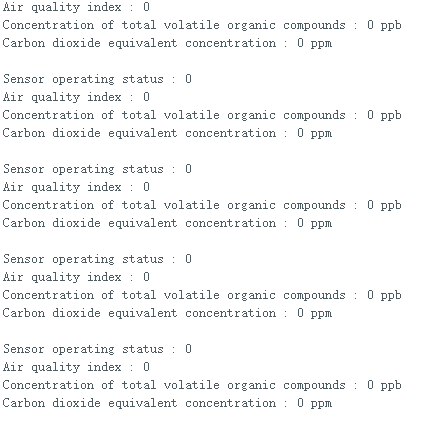 Air quality index : 0
Concentration of total volatile organic compounds : 0 ppb
Carbon dioxide equivalent concentration : 0 ppm
Sensor operating status : 0
Air quality index : 0
Concentration of total volatile organic compounds : 0 ppb
Carbon dioxide equivalent concentration : 0 ppm
Sensor operating status : 0
Air quality index : 0
Concentration of total volatile organic compounds : 0 ppb
Carbon dioxide equivalent concentration : 0 ppm
Sensor operating status : 0
Air quality index : 0
Concentration of total volatile organic compounds : 0 ppb
Carbon dioxide equivalent concentration : 0 ppm
Sensor operating status : 0
Air quality index : 0
Concentration of total volatile organic compounds : 0 ppb
Carbon dioxide equivalent concentration : 0 ppm